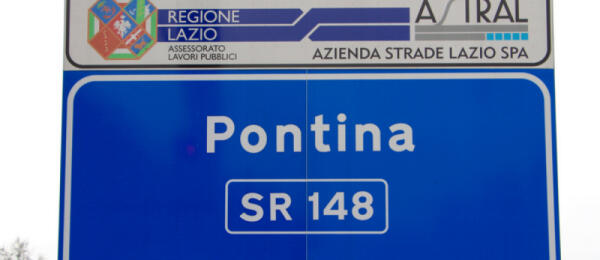 REGIONE
LAZIO
ASSESSORATO
LAVORI PUBBLICI
ASTRAL
AZIENDA STRADE LAZIO SPA
Pontina
SR 148